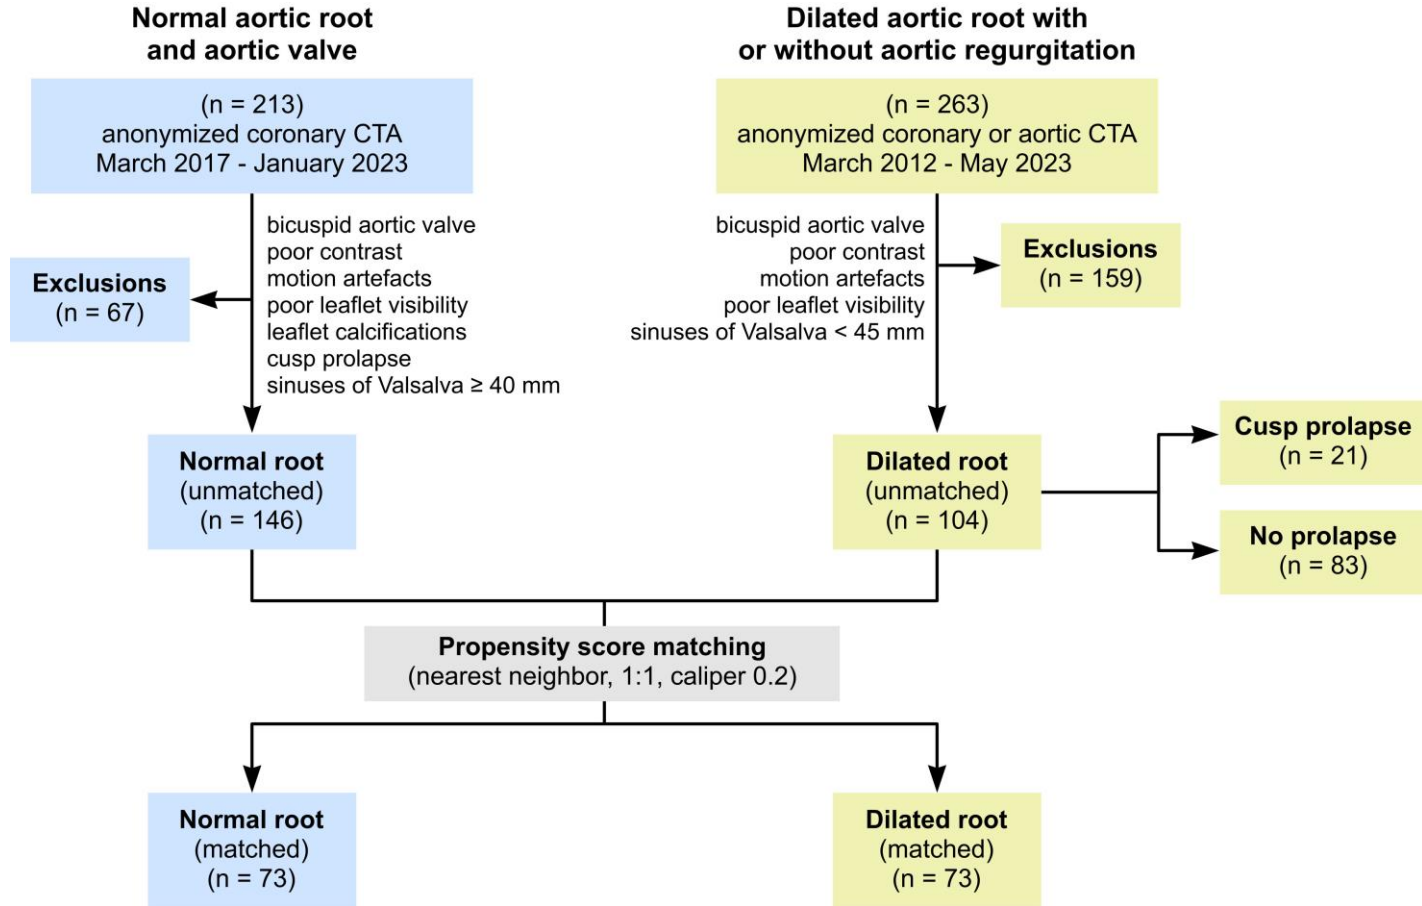 Normal aortic root
and aortic valve
(n = 213)
anonymized coronary CTA
March 2017 - January 2023
bicuspid aortic valve
poor contrast
motion artefacts
poor leaflet visibility
leaflet calcifications
cusp prolapse
sinuses of Valsalva ≥ 40 mm
Exclusions
(n = 67)
Normal root
(unmatched)
(n = 146)
Dilated aortic root with
or without aortic regurgitation
(n = 263)
anonymized coronary or aortic CTA
March 2012 - May 2023
bicuspid aortic valve
poor contrast
motion artefacts
poor leaflet visibility
sinuses of Valsalva < 45 mm
Exclusions
(n = 159)
Dilated root
(unmatched)
(n = 104)
Cusp prolapse
(n = 21)
No prolapse
(n = 83)
Propensity score matching
(nearest neighbor, 1:1, caliper 0.2)
Normal root
(matched)
(n = 73)
Dilated root
(matched)
(n = 73)